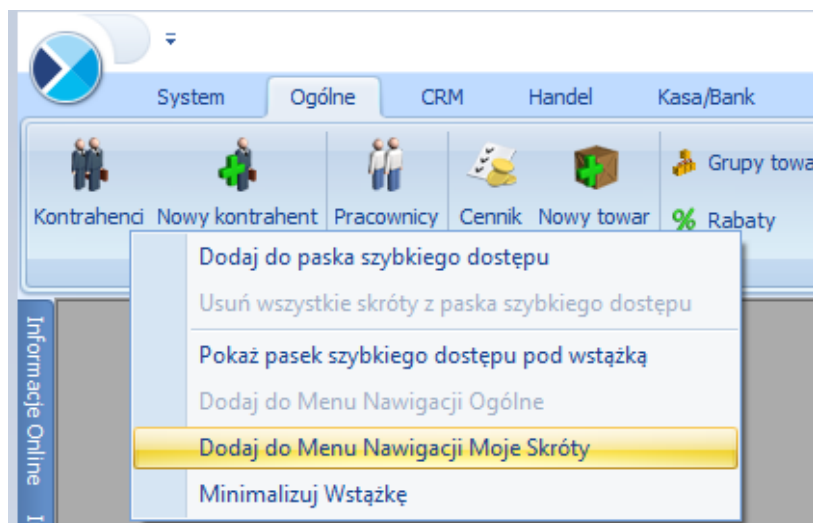 System Ogólne CRM Handel Kasa/Bank
Kontrahenci Nowy kontrahent Pracownicy Cennik Nowy towar Grupy towa
Rabaty
Dodaj do paska szybkiego dostępu
Usuń wszystkie skróty z paska szybkiego dostępu
Pokaż pasek szybkiego dostępu pod wstążką
Dodaj do Menu Nawigacji Ogólne
Dodaj do Menu Nawigacji Moje Skróty
Minimalizuj Wstążkę
Informacje Online